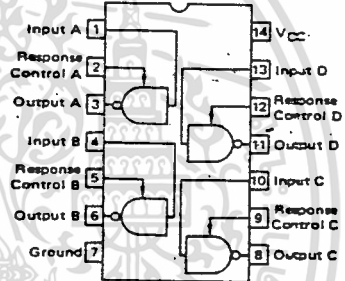 Input A 1
Response
Control A 2
Output A 3
Input B 4
Response
Control B 5
Output B 6
Ground 7
14 VCC
13 Input D
12 Response
Control D
11 Output D
10 Input C
9 Response
Control C
8 Output C